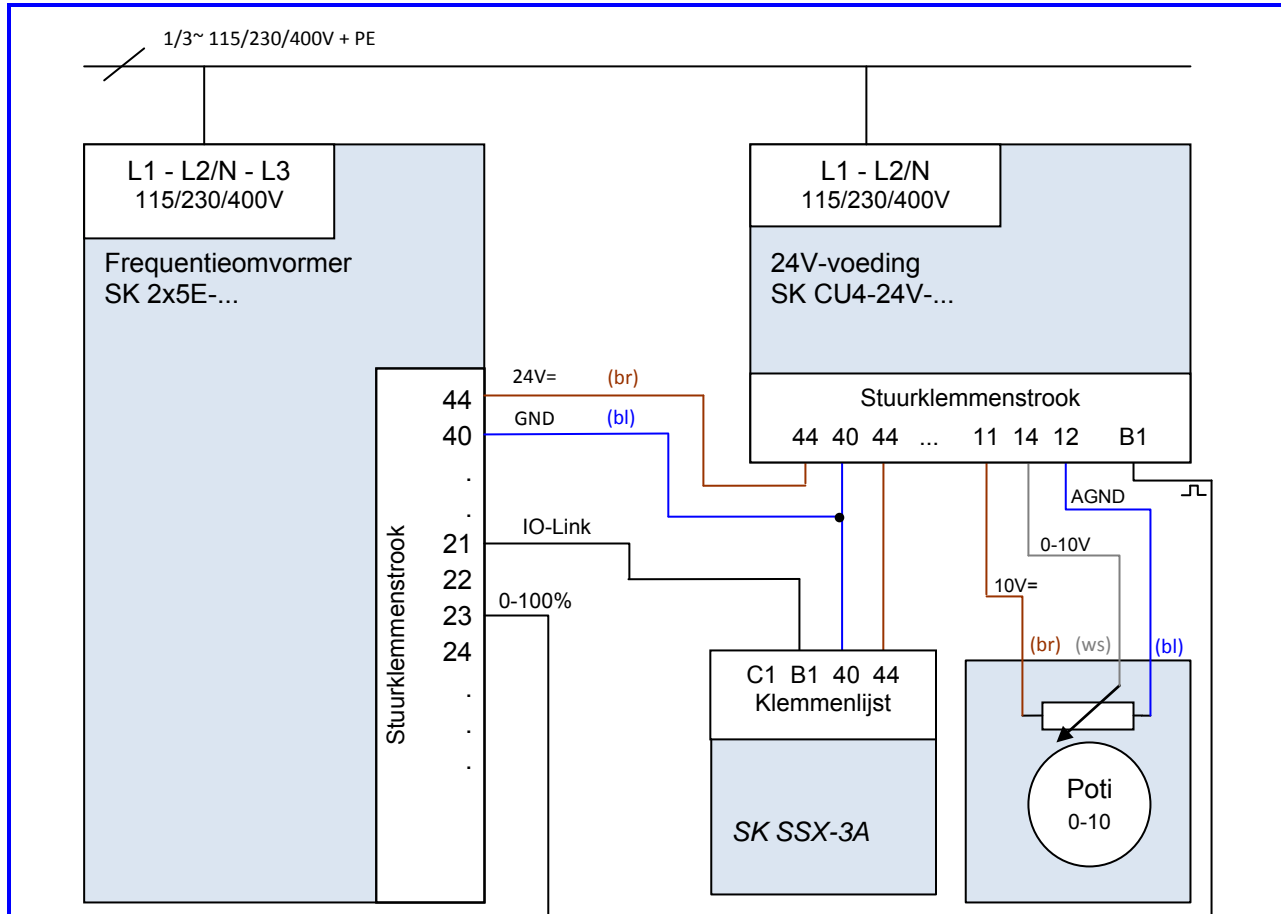 1/3~ 115/230/400V + PE
L1 - L2/N - L3
115/230/400V
Frequentieomvormer
SK 2x5E-...
Stuurklemmenstrook
44
40
.
.
21
22
23
24
.
.
.
24V= (br)
GND (bl)
IO-Link
0-100%
L1 - L2/N
115/230/400V
24V-voeding
SK CU4-24V-...
Stuurklemmenstrook
44 40 44 ... 11 14 12 B1
AGND
0-10V
10V=
(br) (ws) (bl)
C1 B1 40 44
Klemmenlijst
SK SSX-3A
Poti
0-10